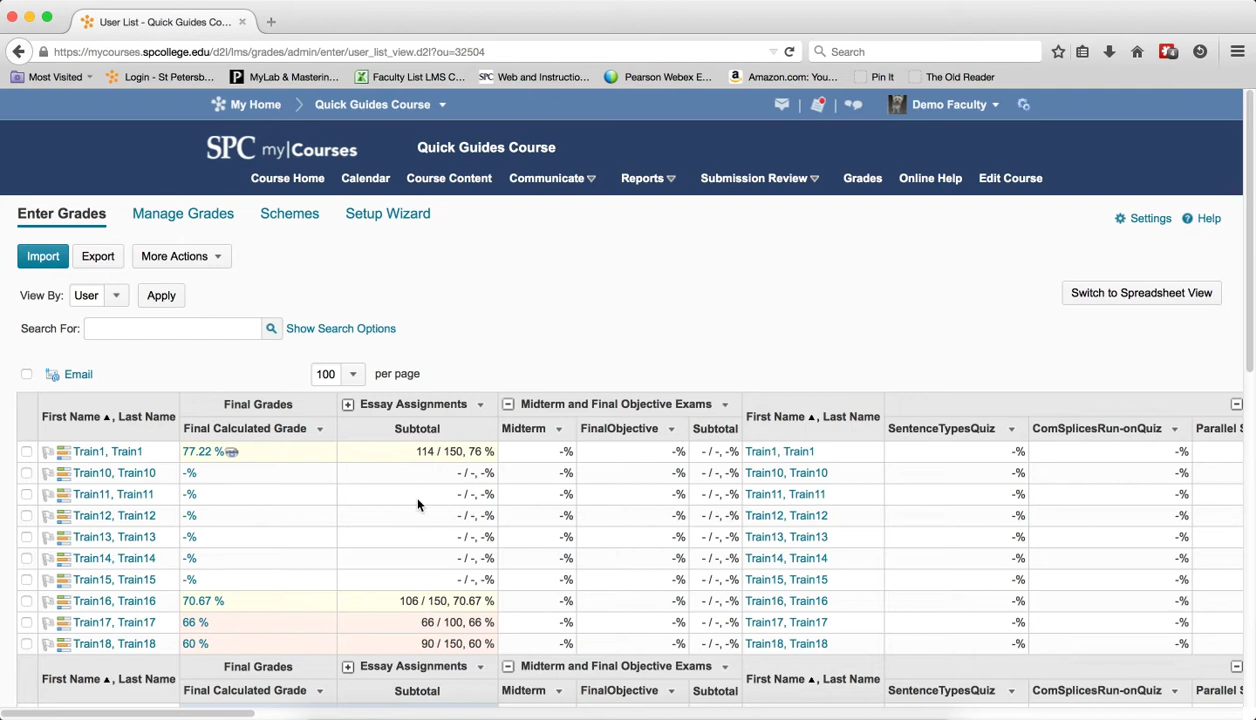 User List - Quick Guides Co...
https://mycourses.spcollege.edu/d2l/lms/grades/admin/enter/user_list_view.d2l?ou=32504
Search
Most Visited
Login - St Petersb...
MyLab & Mastering...
Faculty List LMS C...
SPC Web and Instructio...
Pearson Webex E...
Amazon.com: You...
Pin It
The Old Reader
My Home
Quick Guides Course
Demo Faculty
SPC my|Courses
Quick Guides Course
Course Home Calendar Course Content Communicate Reports Submission Review Grades Online Help Edit Course
Enter Grades Manage Grades Schemes Setup Wizard
Settings Help
Import Export More Actions
View By: User Apply
Switch to Spreadsheet View
Search For: Show Search Options
Email 100 per page
Final Grades Essay Assignments Midterm and Final Objective Exams
First Name, Last Name First Name, Last Name
Final Calculated Grade Subtotal Midterm FinalObjective Subtotal SentenceTypesQuiz ComSplicesRun-onQuiz Parallel S
Train1, Train1 77.22 % 114 / 150, 76 % -% -% - / -, -% Train1, Train1 -% -%
Train10, Train10 -% - / -, -% -% -% - / -, -% Train10, Train10 -% -%
Train11, Train11 -% - / -, -% -% -% - / -, -% Train11, Train11 -% -%
Train12, Train12 -% - / -, -% -% -% - / -, -% Train12, Train12 -% -%
Train13, Train13 -% - / -, -% -% -% - / -, -% Train13, Train13 -% -%
Train14, Train14 -% - / -, -% -% -% - / -, -% Train14, Train14 -% -%
Train15, Train15 -% - / -, -% -% -% - / -, -% Train15, Train15 -% -%
Train16, Train16 70.67 % 106 / 150, 70.67 % -% -% - / -, -% Train16, Train16 -% -%
Train17, Train17 66 % 66 / 100, 66 % -% -% - / -, -% Train17, Train17 -% -%
Train18, Train18 60 % 90 / 150, 60 % -% -% - / -, -% Train18, Train18 -% -%
Final Grades Essay Assignments Midterm and Final Objective Exams
First Name, Last Name First Name, Last Name
Final Calculated Grade Subtotal Midterm FinalObjective Subtotal SentenceTypesQuiz ComSplicesRun-onQuiz Parallel S